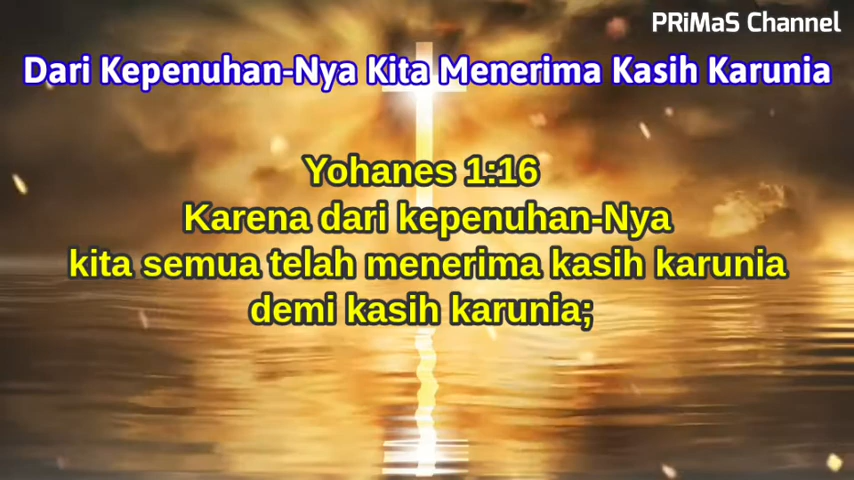 PRiMaS Channel
Dari Kepenuhan-Nya Kita Menerima Kasih Karunia
Yohanes 1:16
Karena dari kepenuhan-Nya
kita semua telah menerima kasih karunia
demi kasih karunia;